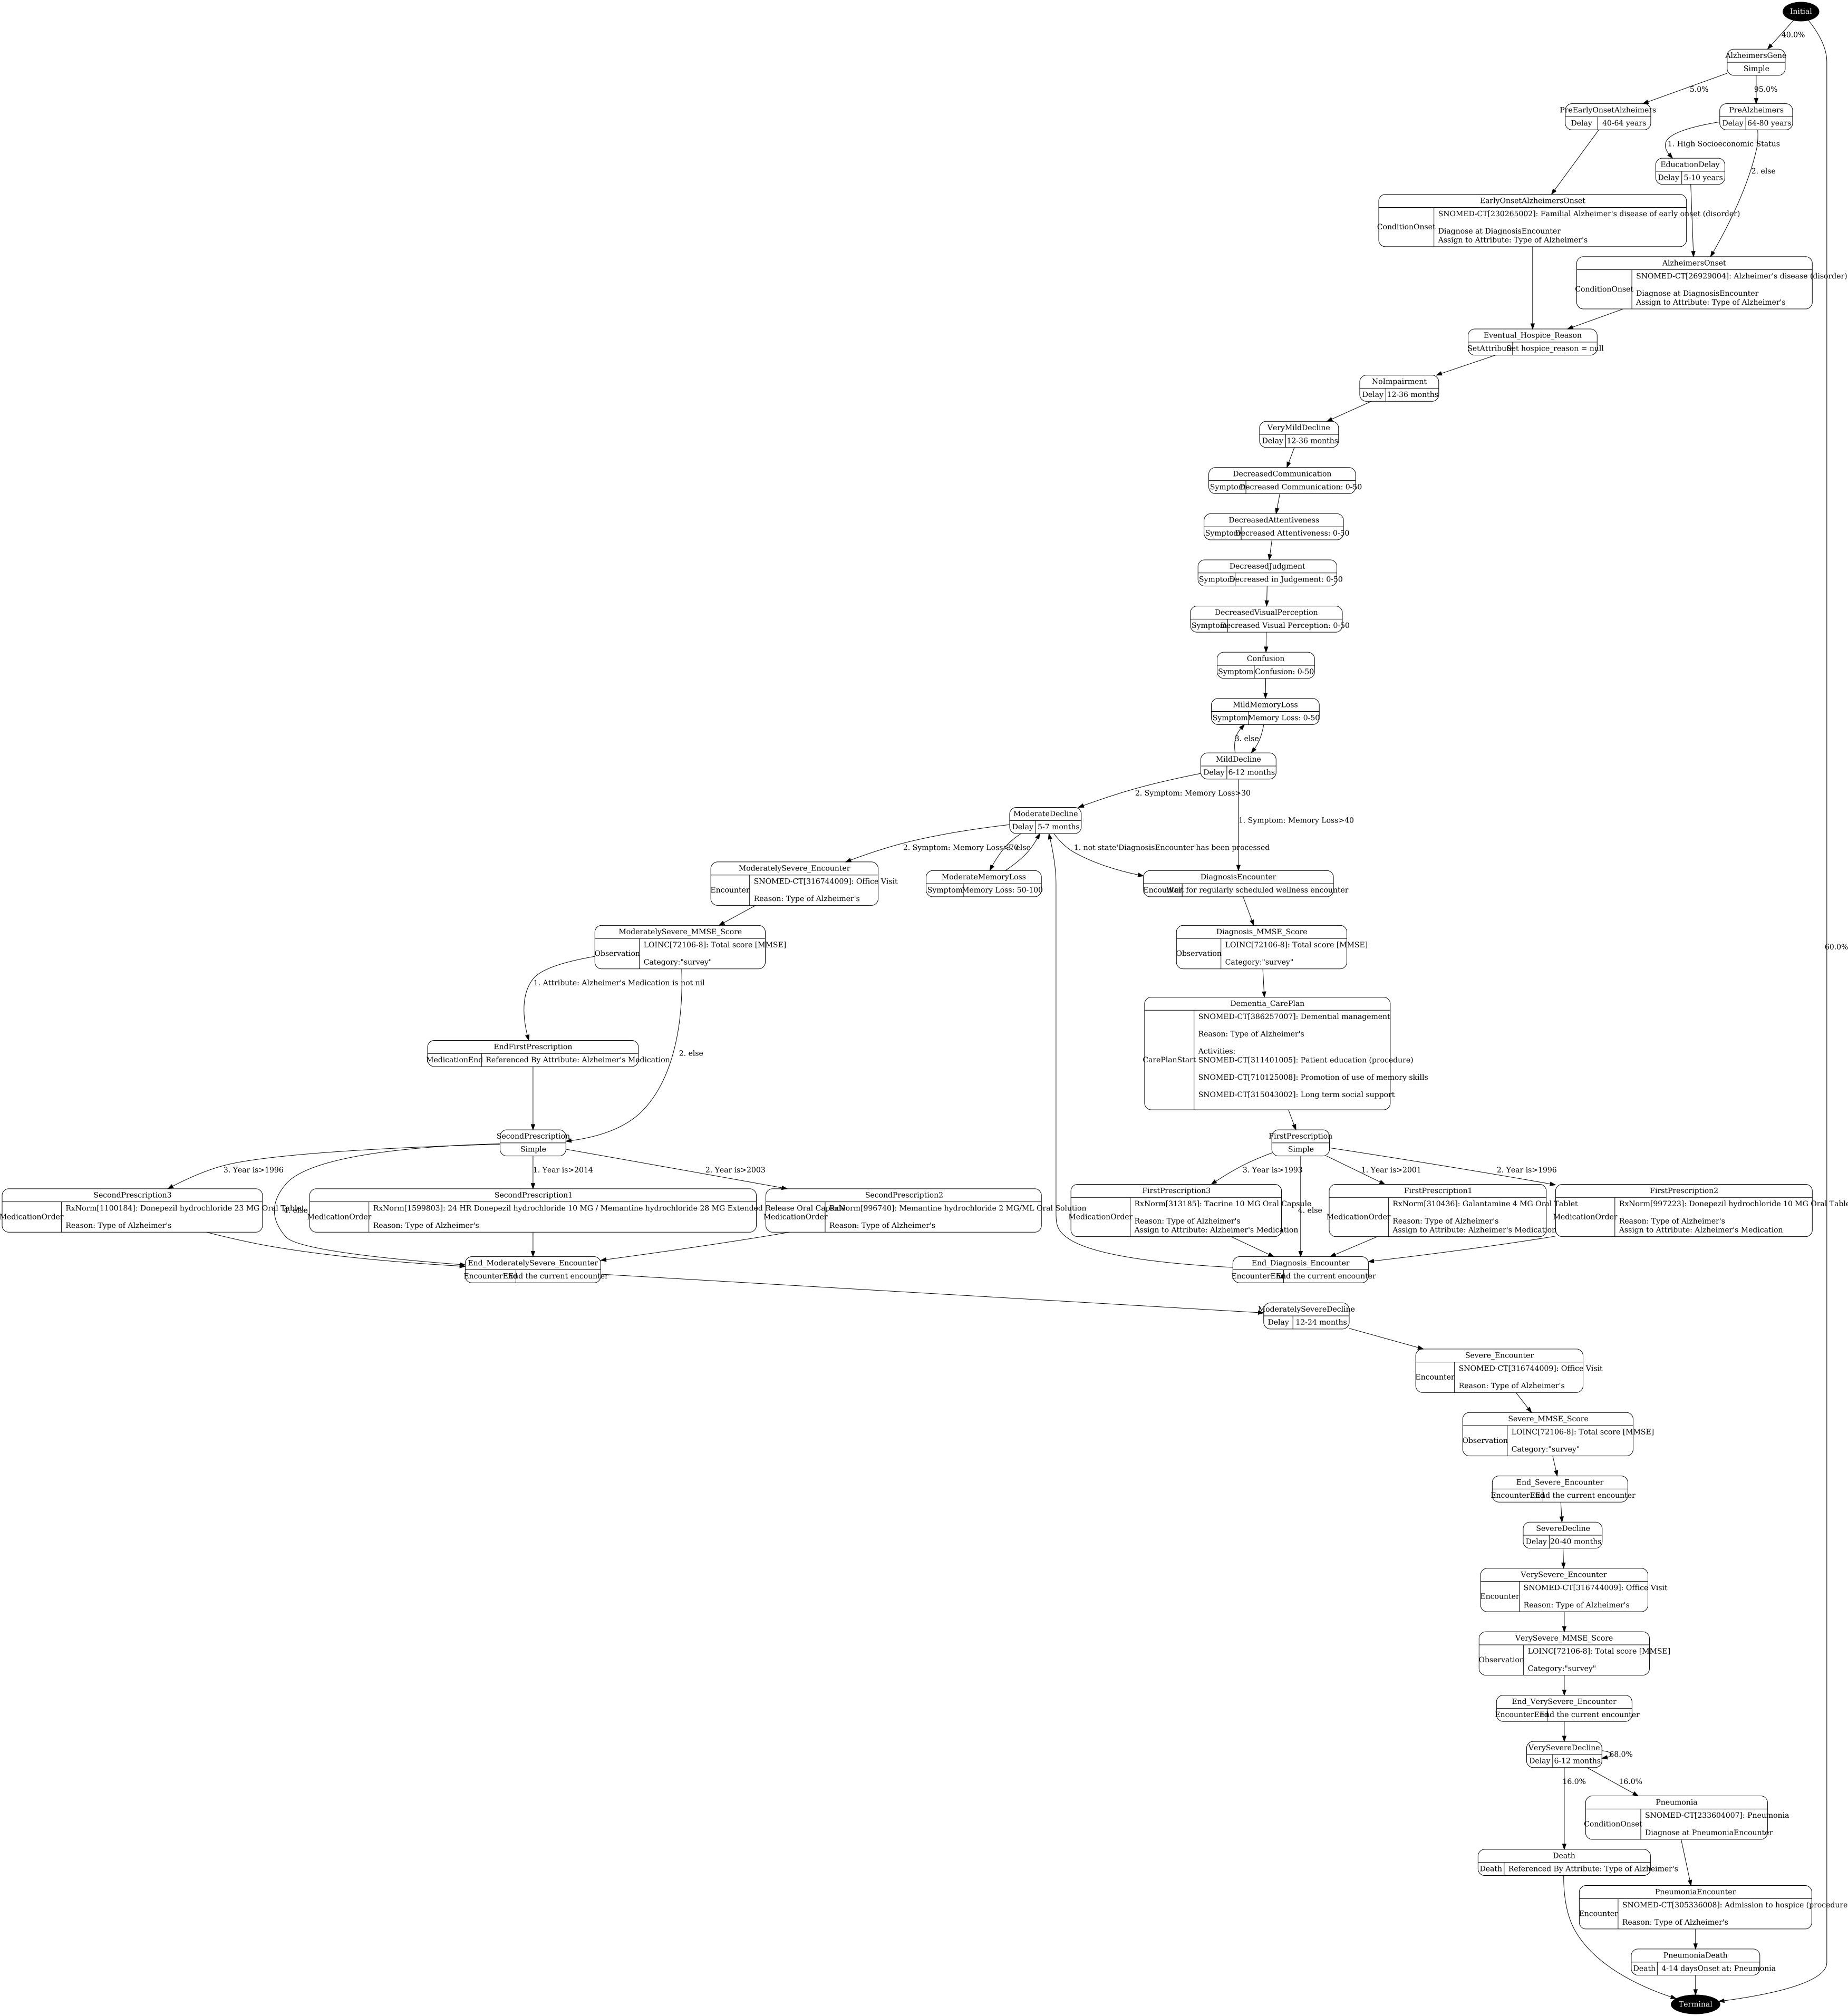 Initial
40.0%
AlzheimersGene
Simple
5.0%
95.0%
PreEarlyOnsetAlzheimers
Delay 40-64 years
PreAlzheimers
Delay 64-80 years
1. High Socioeconomic Status
EducationDelay
Delay 5-10 years
2. else
EarlyOnsetAlzheimersOnset
ConditionOnset
SNOMED-CT[230265002]: Familial Alzheimer's disease of early onset (disorder)
Diagnose at DiagnosisEncounter
Assign to Attribute: Type of Alzheimer's
AlzheimersOnset
ConditionOnset
SNOMED-CT[26929004]: Alzheimer's disease (disorder)
Diagnose at DiagnosisEncounter
Assign to Attribute: Type of Alzheimer's
Eventual_Hospice_Reason
SetAttribute Set hospice_reason = null
NoImpairment
Delay 12-36 months
VeryMildDecline
Delay 12-36 months
DecreasedCommunication
Symptom Decreased Communication: 0-50
DecreasedAttentiveness
Symptom Decreased Attentiveness: 0-50
DecreasedJudgment
Symptom Decreased in Judgement: 0-50
DecreasedVisualPerception
Symptom Decreased Visual Perception: 0-50
Confusion
Symptom Confusion: 0-50
MildMemoryLoss
Symptom Memory Loss: 0-50
3. else
MildDecline
Delay 6-12 months
2. Symptom: Memory Loss>30
1. Symptom: Memory Loss>40
ModerateDecline
Delay 5-7 months
2. Symptom: Memory Loss>70
3. else
1. not state'DiagnosisEncounter'has been processed
ModeratelySevere_Encounter
Encounter
SNOMED-CT[316744009]: Office Visit
Reason: Type of Alzheimer's
ModerateMemoryLoss
Symptom Memory Loss: 50-100
DiagnosisEncounter
Encounter Wait for regularly scheduled wellness encounter
ModeratelySevere_MMSE_Score
Observation
LOINC[72106-8]: Total score [MMSE]
Category:"survey"
Diagnosis_MMSE_Score
Observation
LOINC[72106-8]: Total score [MMSE]
Category:"survey"
60.0%
1. Attribute: Alzheimer's Medication is not nil
2. else
Dementia_CarePlan
CarePlanStart
SNOMED-CT[386257007]: Demential management
Reason: Type of Alzheimer's
Activities:
SNOMED-CT[311401005]: Patient education (procedure)
SNOMED-CT[710125008]: Promotion of use of memory skills
SNOMED-CT[315043002]: Long term social support
EndFirstPrescription
MedicationEnd Referenced By Attribute: Alzheimer's Medication
SecondPrescription
Simple
FirstPrescription
Simple
3. Year is>1996
1. Year is>2014
2. Year is>2003
3. Year is>1993
1. Year is>2001
2. Year is>1996
SecondPrescription3
MedicationOrder
RxNorm[1100184]: Donepezil hydrochloride 23 MG Oral Tablet
Reason: Type of Alzheimer's
4. else
SecondPrescription1
MedicationOrder
RxNorm[1599803]: 24 HR Donepezil hydrochloride 10 MG / Memantine hydrochloride 28 MG Extended Release Oral Capsule
Reason: Type of Alzheimer's
SecondPrescription2
MedicationOrder
RxNorm[996740]: Memantine hydrochloride 2 MG/ML Oral Solution
Reason: Type of Alzheimer's
FirstPrescription3
MedicationOrder
RxNorm[313185]: Tacrine 10 MG Oral Capsule
Reason: Type of Alzheimer's
Assign to Attribute: Alzheimer's Medication
4. else
FirstPrescription1
MedicationOrder
RxNorm[310436]: Galantamine 4 MG Oral Tablet
Reason: Type of Alzheimer's
Assign to Attribute: Alzheimer's Medication
FirstPrescription2
MedicationOrder
RxNorm[997223]: Donepezil hydrochloride 10 MG Oral Table
Reason: Type of Alzheimer's
Assign to Attribute: Alzheimer's Medication
End_ModeratelySevere_Encounter
EncounterEnd End the current encounter
End_Diagnosis_Encounter
EncounterEnd End the current encounter
ModeratelySevereDecline
Delay 12-24 months
Severe_Encounter
Encounter
SNOMED-CT[316744009]: Office Visit
Reason: Type of Alzheimer's
Severe_MMSE_Score
Observation
LOINC[72106-8]: Total score [MMSE]
Category:"survey"
End_Severe_Encounter
EncounterEnd End the current encounter
SevereDecline
Delay 20-40 months
VerySevere_Encounter
Encounter
SNOMED-CT[316744009]: Office Visit
Reason: Type of Alzheimer's
VerySevere_MMSE_Score
Observation
LOINC[72106-8]: Total score [MMSE]
Category:"survey"
End_VerySevere_Encounter
EncounterEnd End the current encounter
VerySevereDecline
Delay 6-12 months
68.0%
16.0%
16.0%
Pneumonia
ConditionOnset
SNOMED-CT[233604007]: Pneumonia
Diagnose at PneumoniaEncounter
Death
Death Referenced By Attribute: Type of Alzheimer's
PneumoniaEncounter
Encounter
SNOMED-CT[305336008]: Admission to hospice (procedure
Reason: Type of Alzheimer's
PneumoniaDeath
Death 4-14 daysOnset at: Pneumonia
Terminal